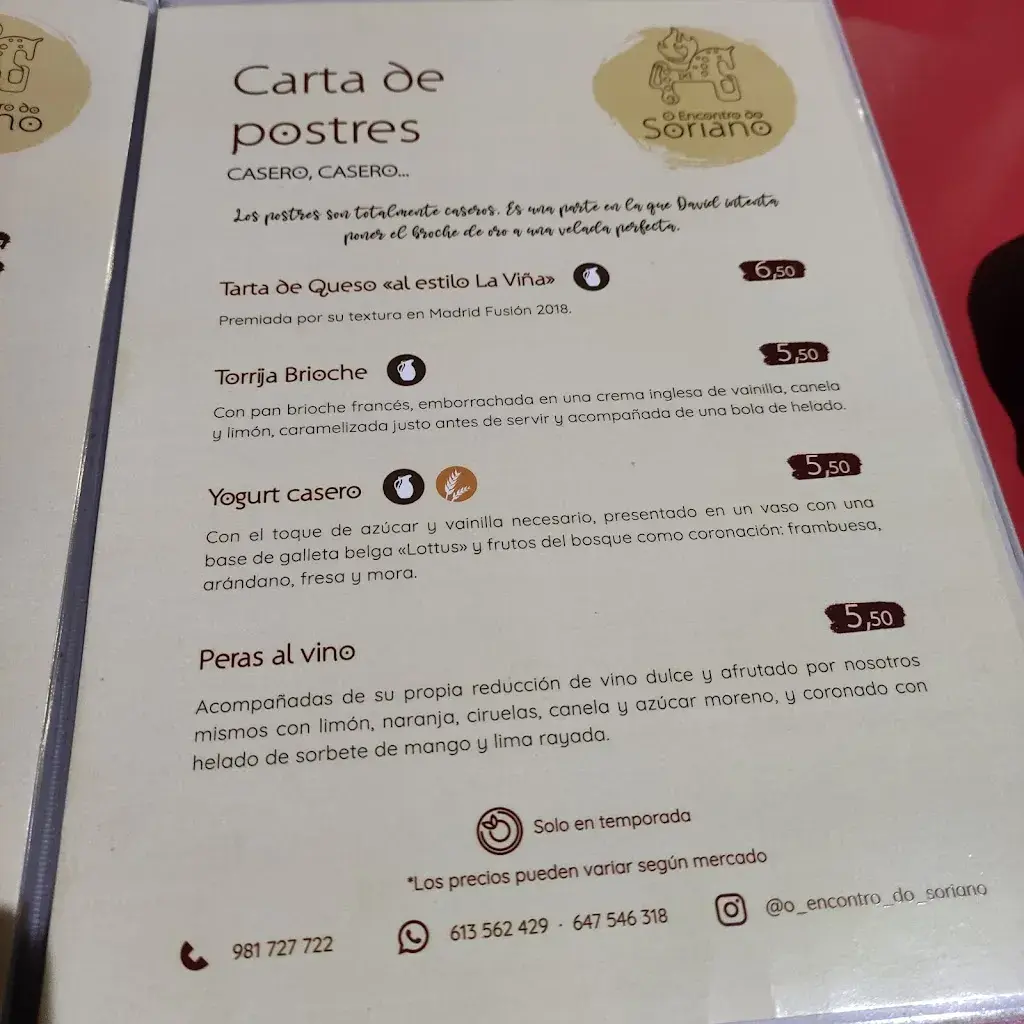 Carta de
postres
CASERO, CASERO...
O Encontro do
Soriano
Los postres son totalmente caseros. Es una parte en la que David intenta
poner el broche de oro a una velada perfecta.
Tarta de Queso «al estilo La Viña» 6,50
Premiada por su textura en Madrid Fusión 2018.
Torrija Brioche 5,50
Con pan brioche francés, emborrachada en una crema inglesa de vainilla, canela
y limón, caramelizada justo antes de servir y acompañada de una bola de helado.
Yogurt casero 5,50
Con el toque de azúcar y vainilla necesario, presentado en un vaso con una
base de galleta belga «Lottus» y frutos del bosque como coronación: frambuesa,
arándano, fresa y mora.
Peras al vino 5,50
Acompañadas de su propia reducción de vino dulce y afrutado por nosotros
mismos con limón, naranja, ciruelas, canela y azúcar moreno, y coronado con
helado de sorbete de mango y lima rayada.
Solo en temporada
*Los precios pueden variar según mercado
981 727 722 613 562 429 · 647 546 318 @o_encontro_do_soriano